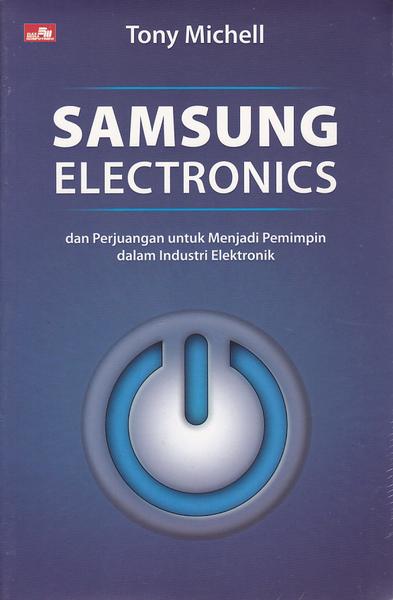 Tony Michell
SAMSUNG
ELECTRONICS
dan Perjuangan untuk Menjadi Pemimpin
dalam Industri Elektronik